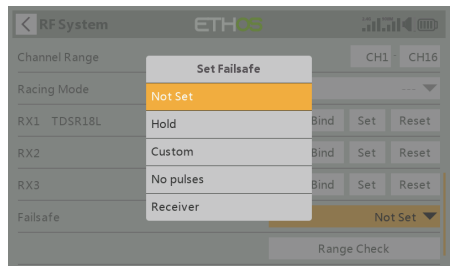 RF System ETHOS
Channel Range CH1 - CH16
Set Failsafe
Racing Mode ---
Not Set
RX1 TDSR18L Bind Set Reset
Hold
RX2 Bind Set Reset
Custom
RX3 Bind Set Reset
No pulses
Receiver
Failsafe Not Set
Range Check